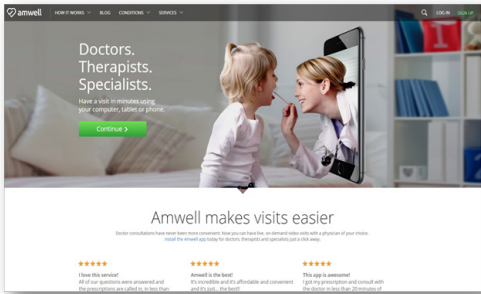 amwell HOW IT WORKS BLOG CONDITIONS SERVICES LOG IN SIGN UP
Doctors.
Therapists.
Specialists.
Have a visit in minutes using
your computer, tablet or phone.
Continue >
Amwell makes visits easier
Doctor consultations have never been more convenient. Now you can have live, on-demand video visits with a physician of your choice.
Install the Amwell app today for doctors, therapists and specialists just a click away.
I love this service! Amwell is the best! This app is awesome!
All of our questions were answered and It's incredible and it's affordable and convenient I got my prescription and consult with
the prescriptions are called in, in less than and it's just... the best! the doctor in less than 20 minutes of